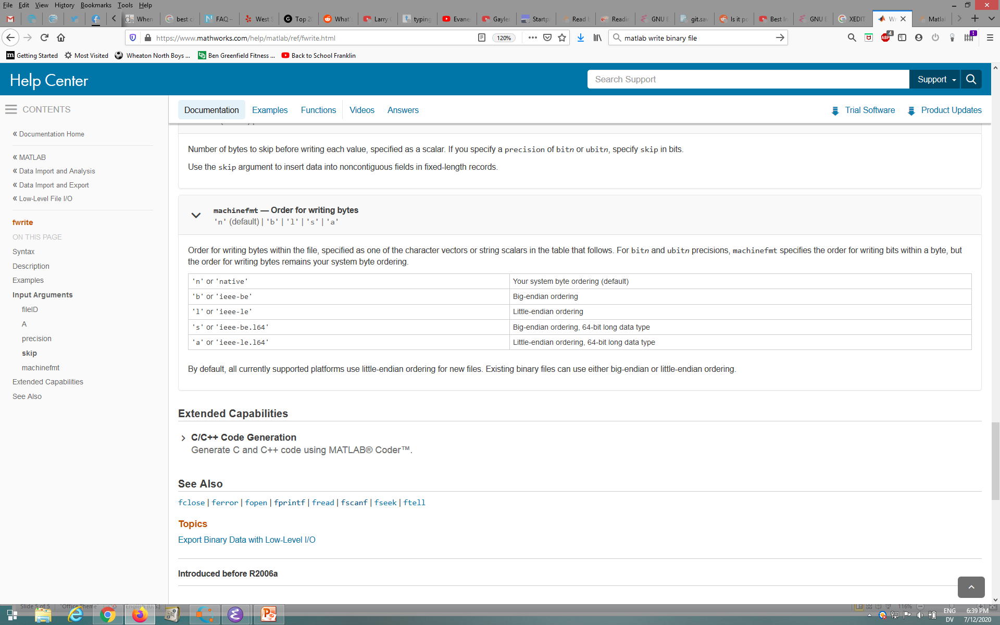 File Edit View History Bookmarks Tools Help
When best c FAQ – West S Top 2 What' Larry typing Evane Gayler Startp Read Readin GNU E git.sav Is it po Best In GNU E XEDIT Matla
https://www.mathworks.com/help/matlab/ref/fwrite.html 120% matlab write binary file ABP 4 !
Getting Started Most Visited Wheaton North Boys ... Ben Greenfield Fitness ... Back to School Franklin
Help Center Search Support Support
CONTENTS
« Documentation Home
« MATLAB
« Data Import and Analysis
« Data Import and Export
« Low-Level File I/O
fwrite
ON THIS PAGE
Syntax
Description
Examples
Input Arguments
fileID
A
precision
skip
machinefmt
Extended Capabilities
See Also
Documentation Examples Functions Videos Answers Trial Software Product Updates
Number of bytes to skip before writing each value, specified as a scalar. If you specify a precision of bitn or ubitn, specify skip in bits.
Use the skip argument to insert data into noncontiguous fields in fixed-length records.
machinefmt — Order for writing bytes
'n' (default) | 'b' | 'l' | 's' | 'a'
Order for writing bytes within the file, specified as one of the character vectors or string scalars in the table that follows. For bitn and ubitn precisions, machinefmt specifies the order for writing bits within a byte, but
the order for writing bytes remains your system byte ordering.
'n' or 'native' Your system byte ordering (default)
'b' or 'ieee-be' Big-endian ordering
'l' or 'ieee-le' Little-endian ordering
's' or 'ieee-be.l64' Big-endian ordering, 64-bit long data type
'a' or 'ieee-le.l64' Little-endian ordering, 64-bit long data type
By default, all currently supported platforms use little-endian ordering for new files. Existing binary files can use either big-endian or little-endian ordering.
Extended Capabilities
C/C++ Code Generation
Generate C and C++ code using MATLAB® Coder™.
See Also
fclose | ferror | fopen | fprintf | fread | fscanf | fseek | ftell
Topics
Export Binary Data with Low-Level I/O
Introduced before R2006a
Slide 5 of 5 "Office Theme" English (U.S.) 116%
ENG 6:39 PM
DV 7/12/2020